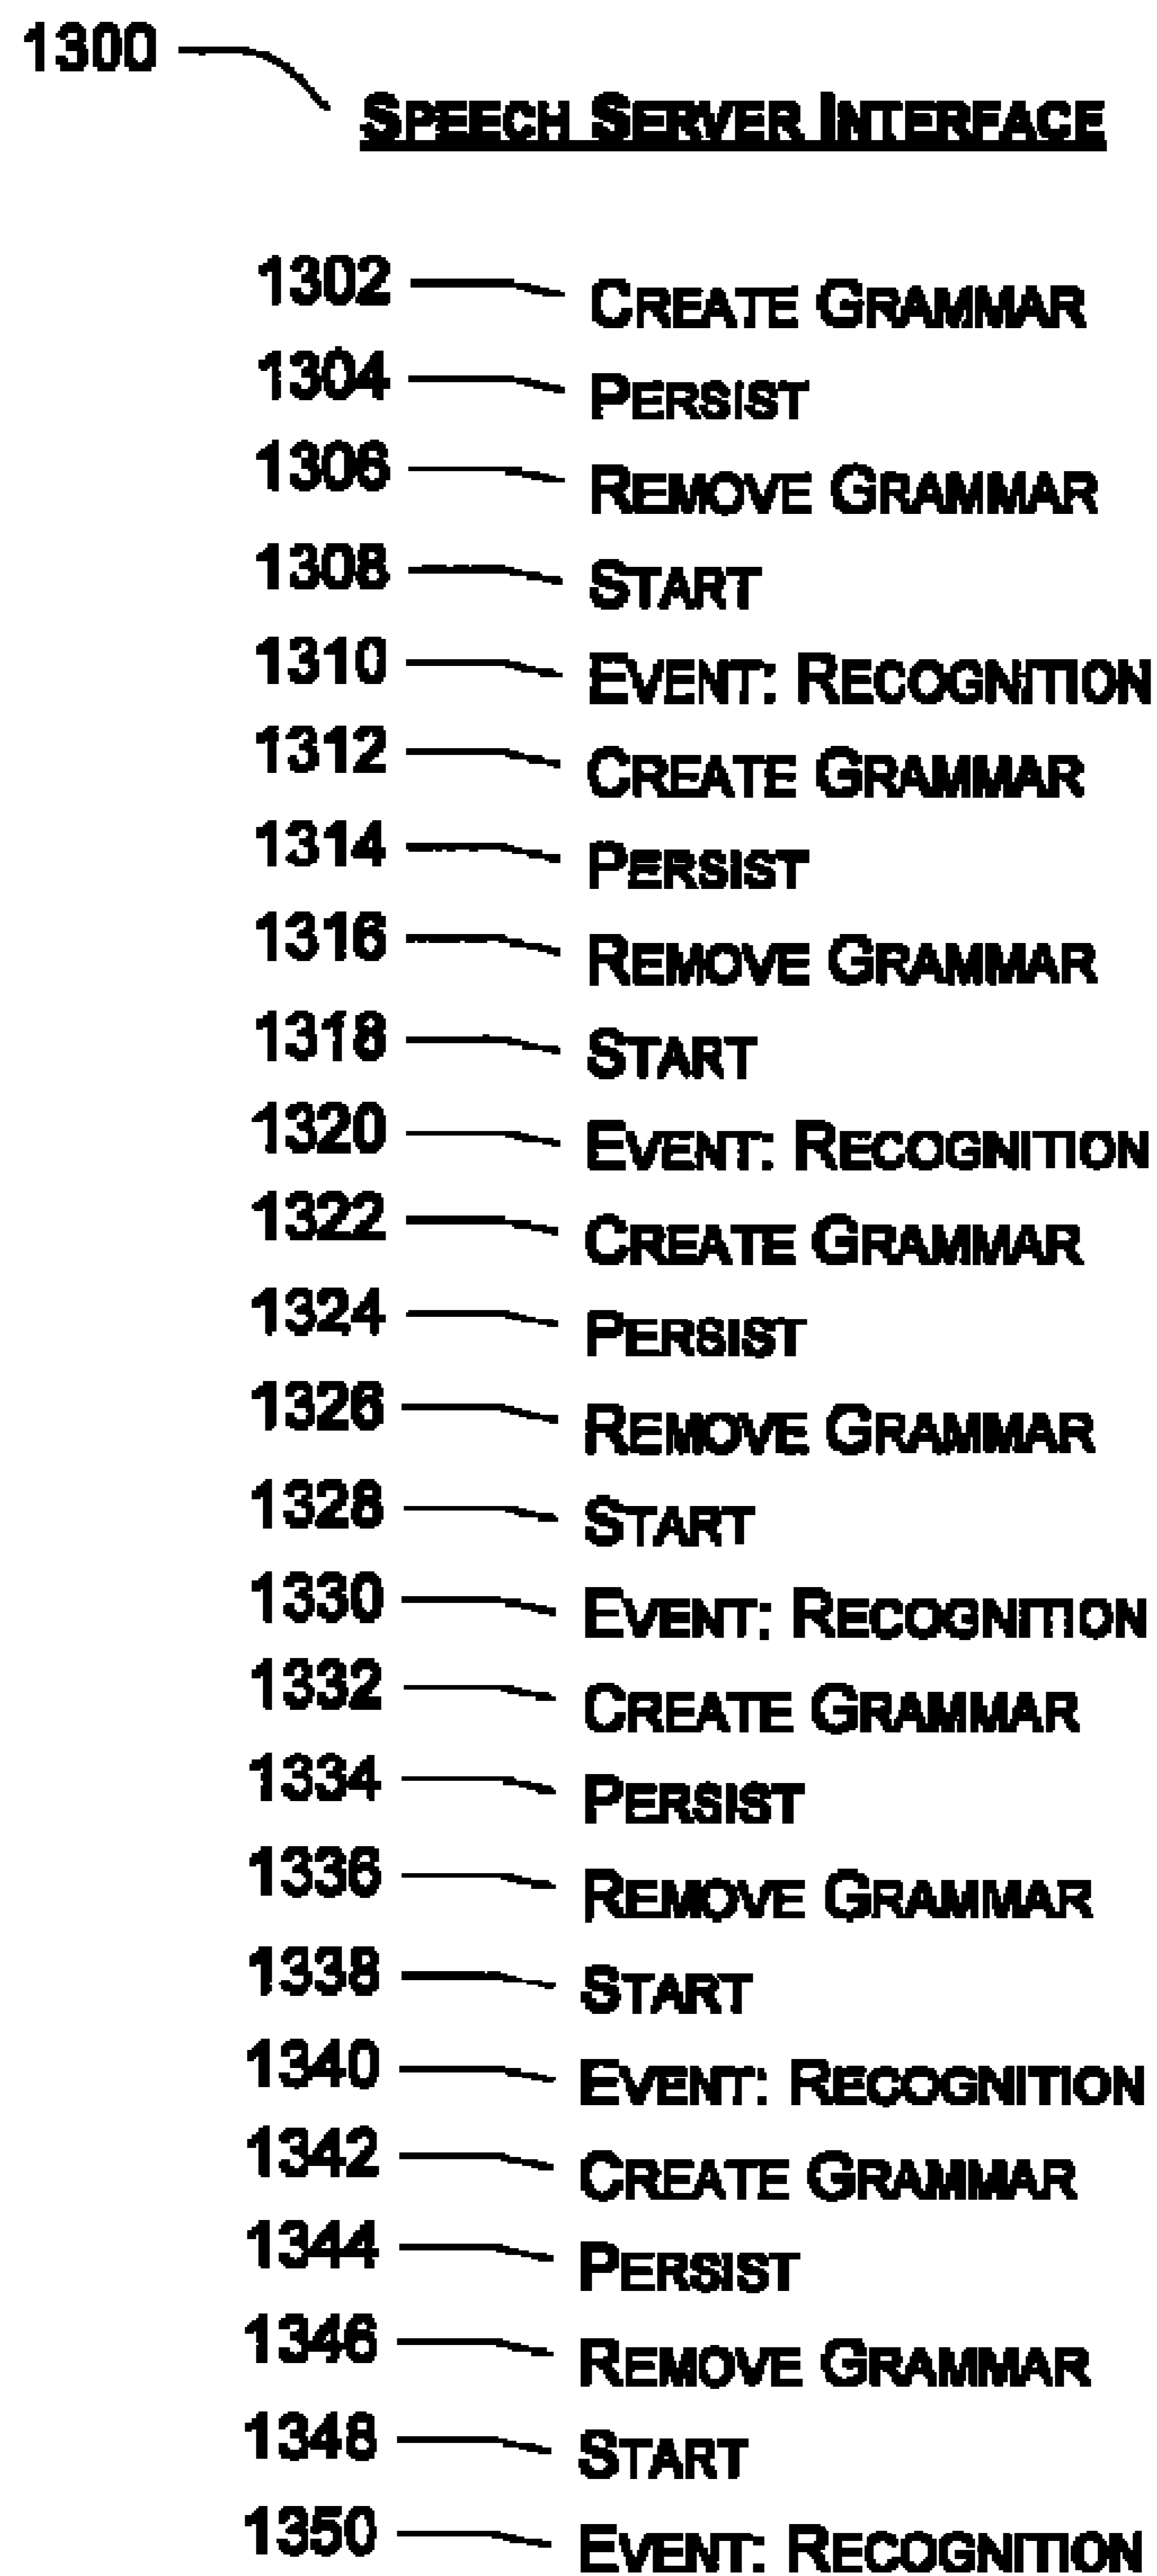 1300 SPEECH SERVER INTERFACE
1302 CREATE GRAMMAR
1304 PERSIST
1306 REMOVE GRAMMAR
1308 START
1310 EVENT: RECOGNITION
1312 CREATE GRAMMAR
1314 PERSIST
1316 REMOVE GRAMMAR
1318 START
1320 EVENT: RECOGNITION
1322 CREATE GRAMMAR
1324 PERSIST
1326 REMOVE GRAMMAR
1328 START
1330 EVENT: RECOGNITION
1332 CREATE GRAMMAR
1334 PERSIST
1336 REMOVE GRAMMAR
1338 START
1340 EVENT: RECOGNITION
1342 CREATE GRAMMAR
1344 PERSIST
1346 REMOVE GRAMMAR
1348 START
1350 EVENT: RECOGNITION